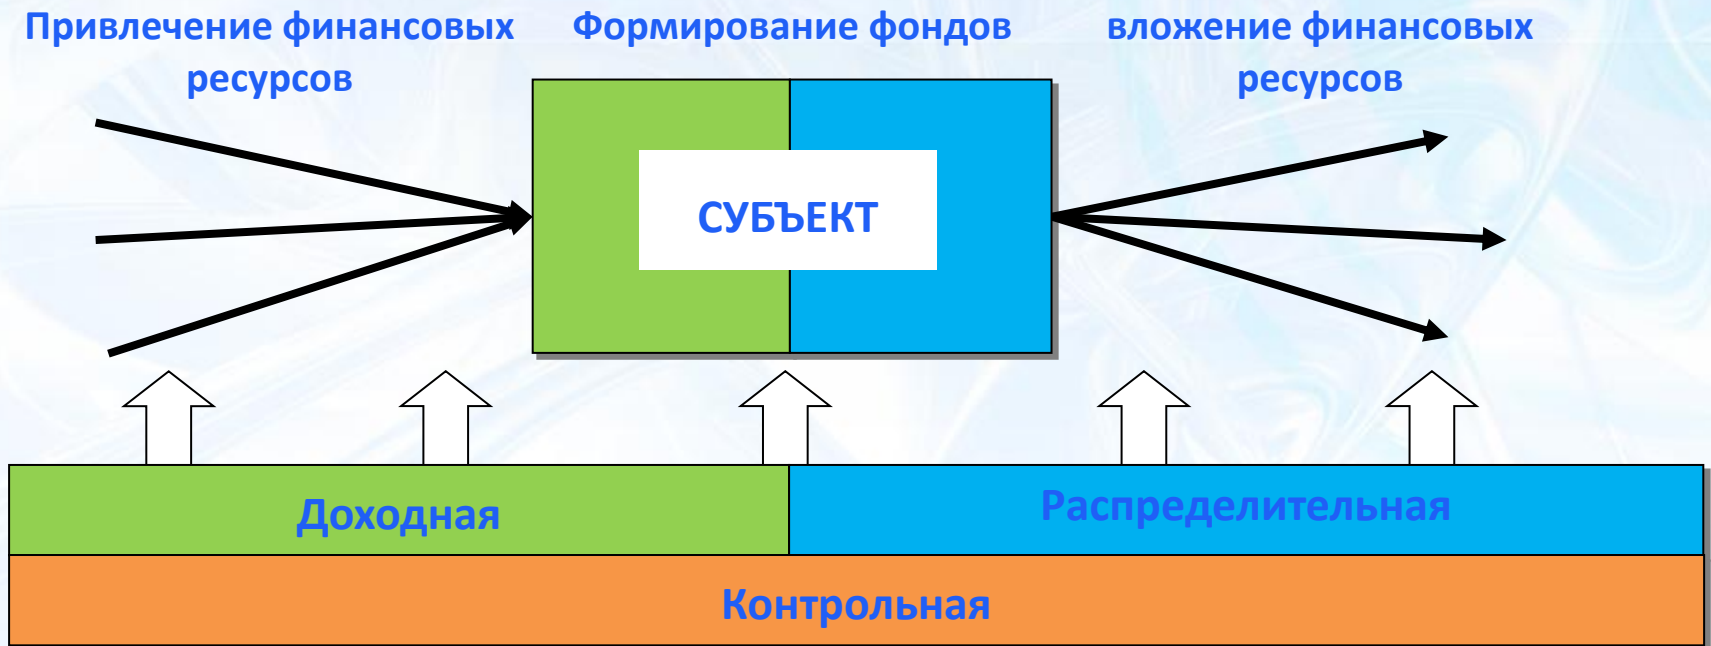 Привлечение финансовых
ресурсов
Формирование фондов
вложение финансовых
ресурсов
СУБЪЕКТ
Доходная
Распределительная
Контрольная